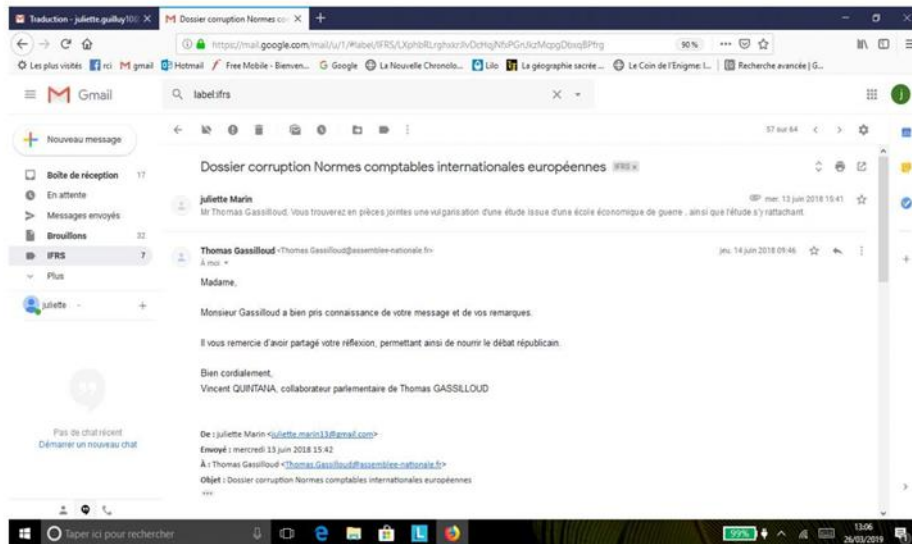 Traduction - juliette.guilluy10 X
Dossier corruption Normes co X
https://mail.google.com/mail/u/1/#label/IFRS/
90 %
Les plus visités rci gmail Hotmail Free Mobile - Bienven... Google La Nouvelle Chronolo... Lilo La géographie sacrée ... Le Coin de l'Enigme: l... Recherche avancée | G...
Gmail
label:ifrs
Nouveau message
57 sur 64
Boîte de réception 17
En attente
Messages envoyés
Brouillons 32
IFRS 7
Plus
juliette
Pas de chat récent
Démarrer un nouveau chat
Dossier corruption Normes comptables internationales européennes IFRS x
juliette Marin mer. 13 juin 2018 15:41
Mr Thomas Gassilloud, Vous trouverez en pièces jointes une vulgarisation d'une étude issue d'une école économique de guerre , ainsi que l'étude s'y rattachant
Thomas Gassilloud <Thomas.Gassilloud@assemblee-nationale.fr> jeu. 14 juin 2018 09:46
À moi
Madame,
Monsieur Gassilloud a bien pris connaissance de votre message et de vos remarques.
Il vous remercie d'avoir partagé votre réflexion, permettant ainsi de nourrir le débat républicain.
Bien cordialement,
Vincent QUINTANA, collaborateur parlementaire de Thomas GASSILLOUD
De : juliette Marin <juliette.marin13@gmail.com>
Envoyé : mercredi 13 juin 2018 15:42
À : Thomas Gassilloud <Thomas.Gassilloud@assemblee-nationale.fr>
Objet : Dossier corruption Normes comptables internationales européennes
Taper ici pour rechercher
99%
13:06
26/03/2019